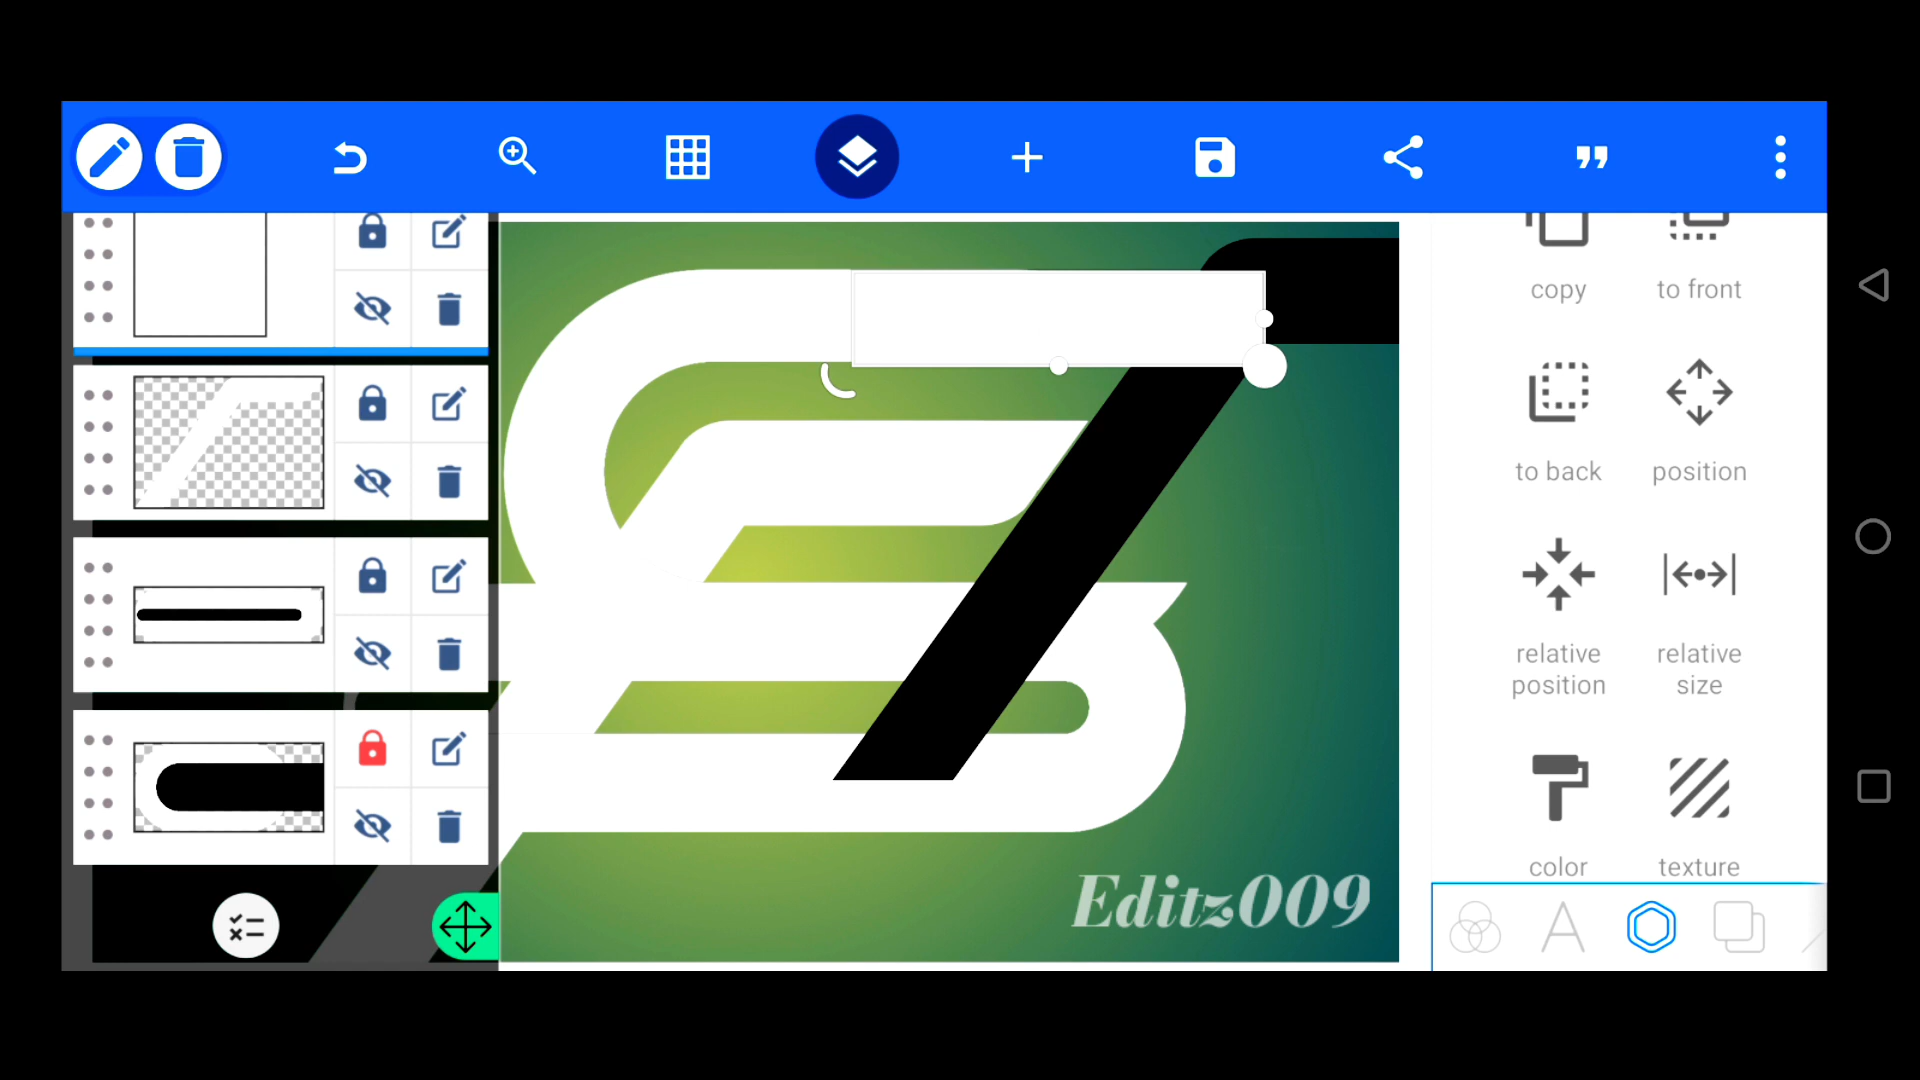 copy
to front
to back
position
relative
position
relative
size
color
texture
Editz009